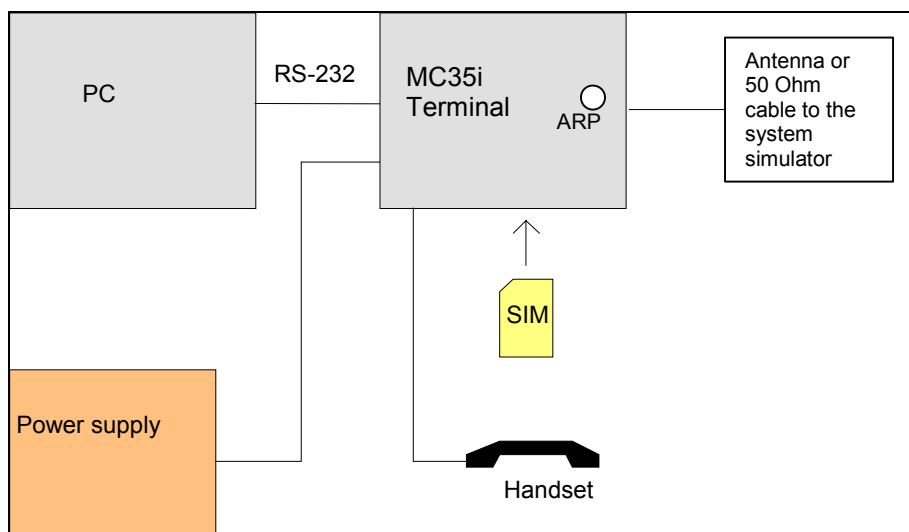 PC
RS-232
MC35i
Terminal
ARP
Antenna or
50 Ohm
cable to the
system
simulator
SIM
Power supply
Handset